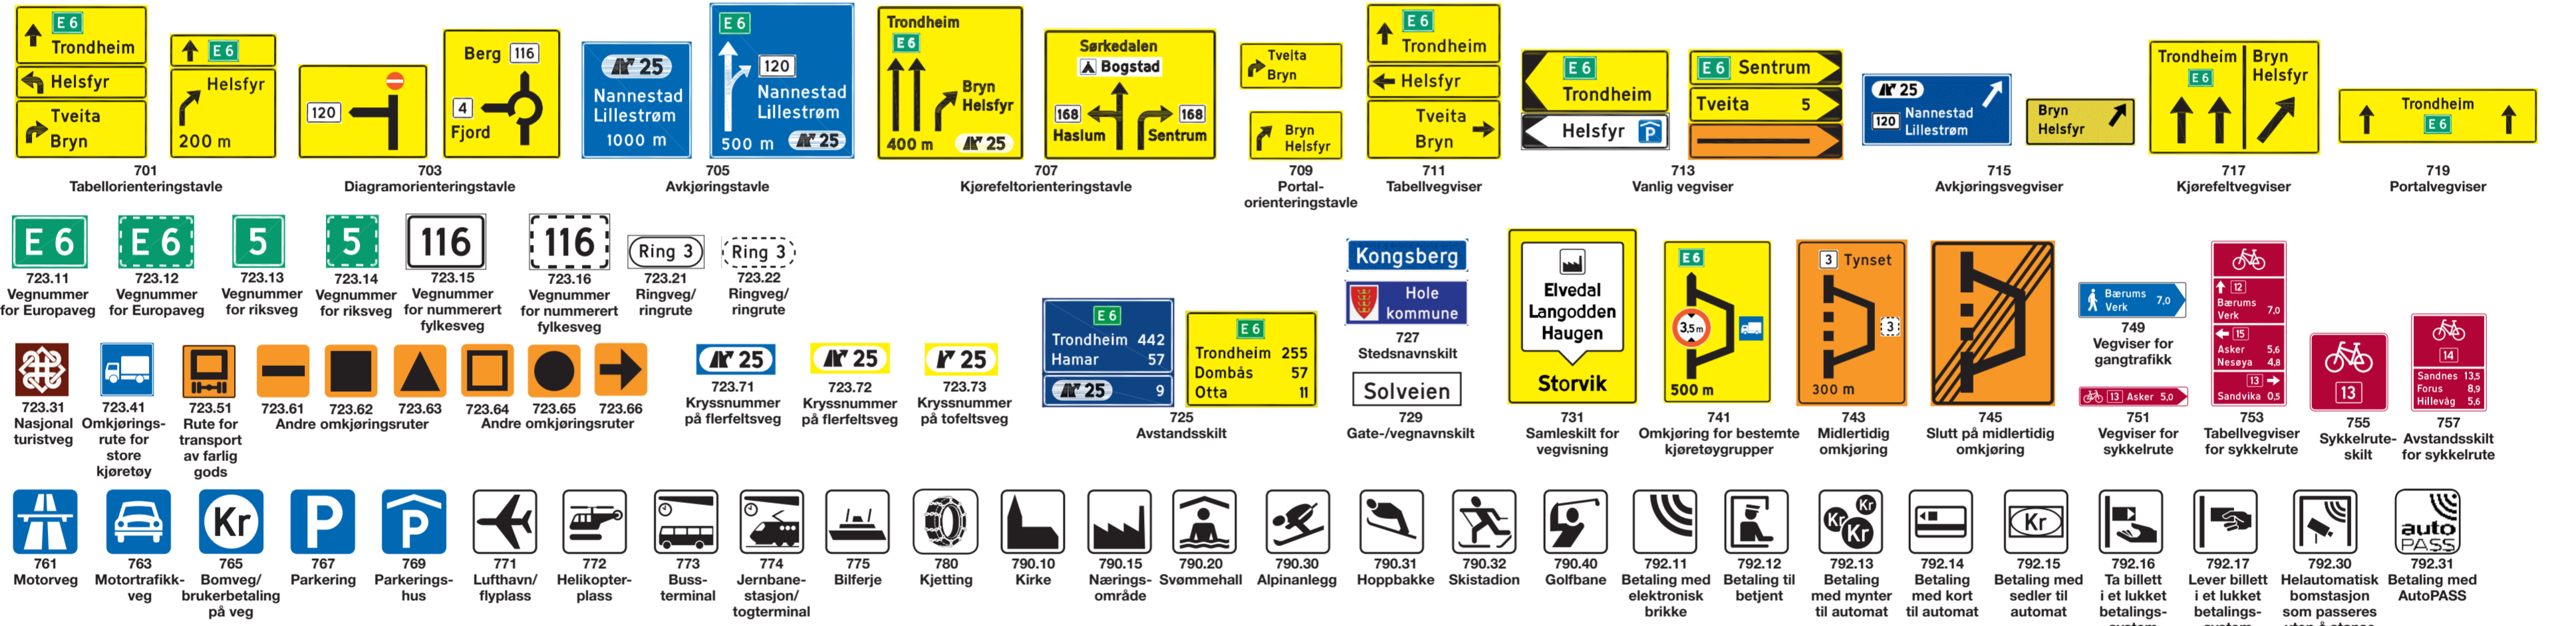 E 6
Trondheim
Helsfyr
Tveita
Bryn
E 6
Helsfyr
200 m
701
Tabellorienteringstavle
120
Berg 116
4
Fjord
703
Diagramorienteringstavle
25
Nannestad
Lillestrøm
1000 m
E 6
120
Nannestad
Lillestrøm
500 m 25
705
Avkjøringstavle
Trondheim
E 6
Bryn
Helsfyr
400 m 25
Sørkedalen
Bogstad
168 168
Haslum Sentrum
707
Kjørefeltorienteringstavle
Tveita
Bryn
Bryn
Helsfyr
709
Portal-
orienteringstavle
E 6
Trondheim
Helsfyr
Tveita
Bryn
711
Tabellvegviser
E 6
Trondheim
Helsfyr P
E 6 Sentrum
Tveita 5
713
Vanlig vegviser
25
Nannestad
120 Lillestrøm
Bryn
Helsfyr
715
Avkjøringsvegviser
Trondheim
E 6
Bryn
Helsfyr
717
Kjørefeltvegviser
Trondheim
E 6
719
Portalvegviser
E 6
723.11
Vegnummer
for Europaveg
E 6
723.12
Vegnummer
for Europaveg
5
723.13
Vegnummer
for riksveg
5
723.14
Vegnummer
for riksveg
116
723.15
Vegnummer
for nummerert
fylkesveg
116
723.16
Vegnummer
for nummerert
fylkesveg
Ring 3
723.21
Ringveg/
ringrute
Ring 3
723.22
Ringveg/
ringrute
723.31
Nasjonal
turistveg
723.41
Omkjørings-
rute for
store
kjøretøy
723.51
Rute for
transport
av farlig
gods
723.61 723.62 723.63
Andre omkjøringsruter
723.64 723.65 723.66
Andre omkjøringsruter
25
723.71
Kryssnummer
på flerfeltsveg
25
723.72
Kryssnummer
på flerfeltsveg
25
723.73
Kryssnummer
på tofeltsveg
E 6
Trondheim 442
Hamar 57
25 9
E 6
Trondheim 255
Dombås 57
Otta 11
725
Avstandsskilt
Kongsberg
Hole
kommune
727
Stedsnavnskilt
Solveien
729
Gate-/vegnavnskilt
Elvedal
Langodden
Haugen
Storvik
731
Samleskilt for
vegvisning
E 6
3,5 m
500 m
741
Omkjøring for bestemte
kjøretøygrupper
3 Tynset
3
300 m
743
Midlertidig
omkjøring
745
Slutt på midlertidig
omkjøring
Bærums
Verk 7,0
749
Vegviser for
gangtrafikk
13 Asker 5,0
751
Vegviser for
sykkelrute
12
Bærums
Verk 7,0
15
Asker 5,6
Nesøya 4,8
13
Sandvika 0,5
753
Tabellvegviser
for sykkelrute
13
755
Sykkelrute-
skilt
14
Sandnes 13,5
Forus 8,9
Hillevåg 5,6
757
Avstandsskilt
for sykkelrute
761
Motorveg
763
Motortrafikk-
veg
Kr
765
Bomveg/
brukerbetaling
på veg
P
767
Parkering
P
769
Parkerings-
hus
771
Lufthavn/
flyplass
772
Helikopter-
plass
773
Buss-
terminal
774
Jernbane-
stasjon/
togterminal
775
Bilferje
780
Kjetting
790.10
Kirke
790.15
Nærings-
område
790.20
Svømmehall
790.30
Alpinanlegg
790.31
Hoppbakke
790.32
Skistadion
790.40
Golfbane
792.11
Betaling med
elektronisk
brikke
792.12
Betaling til
betjent
Kr
Kr
Kr
792.13
Betaling
med mynter
til automat
792.14
Betaling
med kort
til automat
Kr
792.15
Betaling med
sedler til
automat
792.16
Ta billett
i et lukket
betalings-
792.17
Lever billett
i et lukket
betalings-
792.30
Helautomatisk
bomstasjon
som passeres
auto
PASS
792.31
Betaling med
AutoPASS